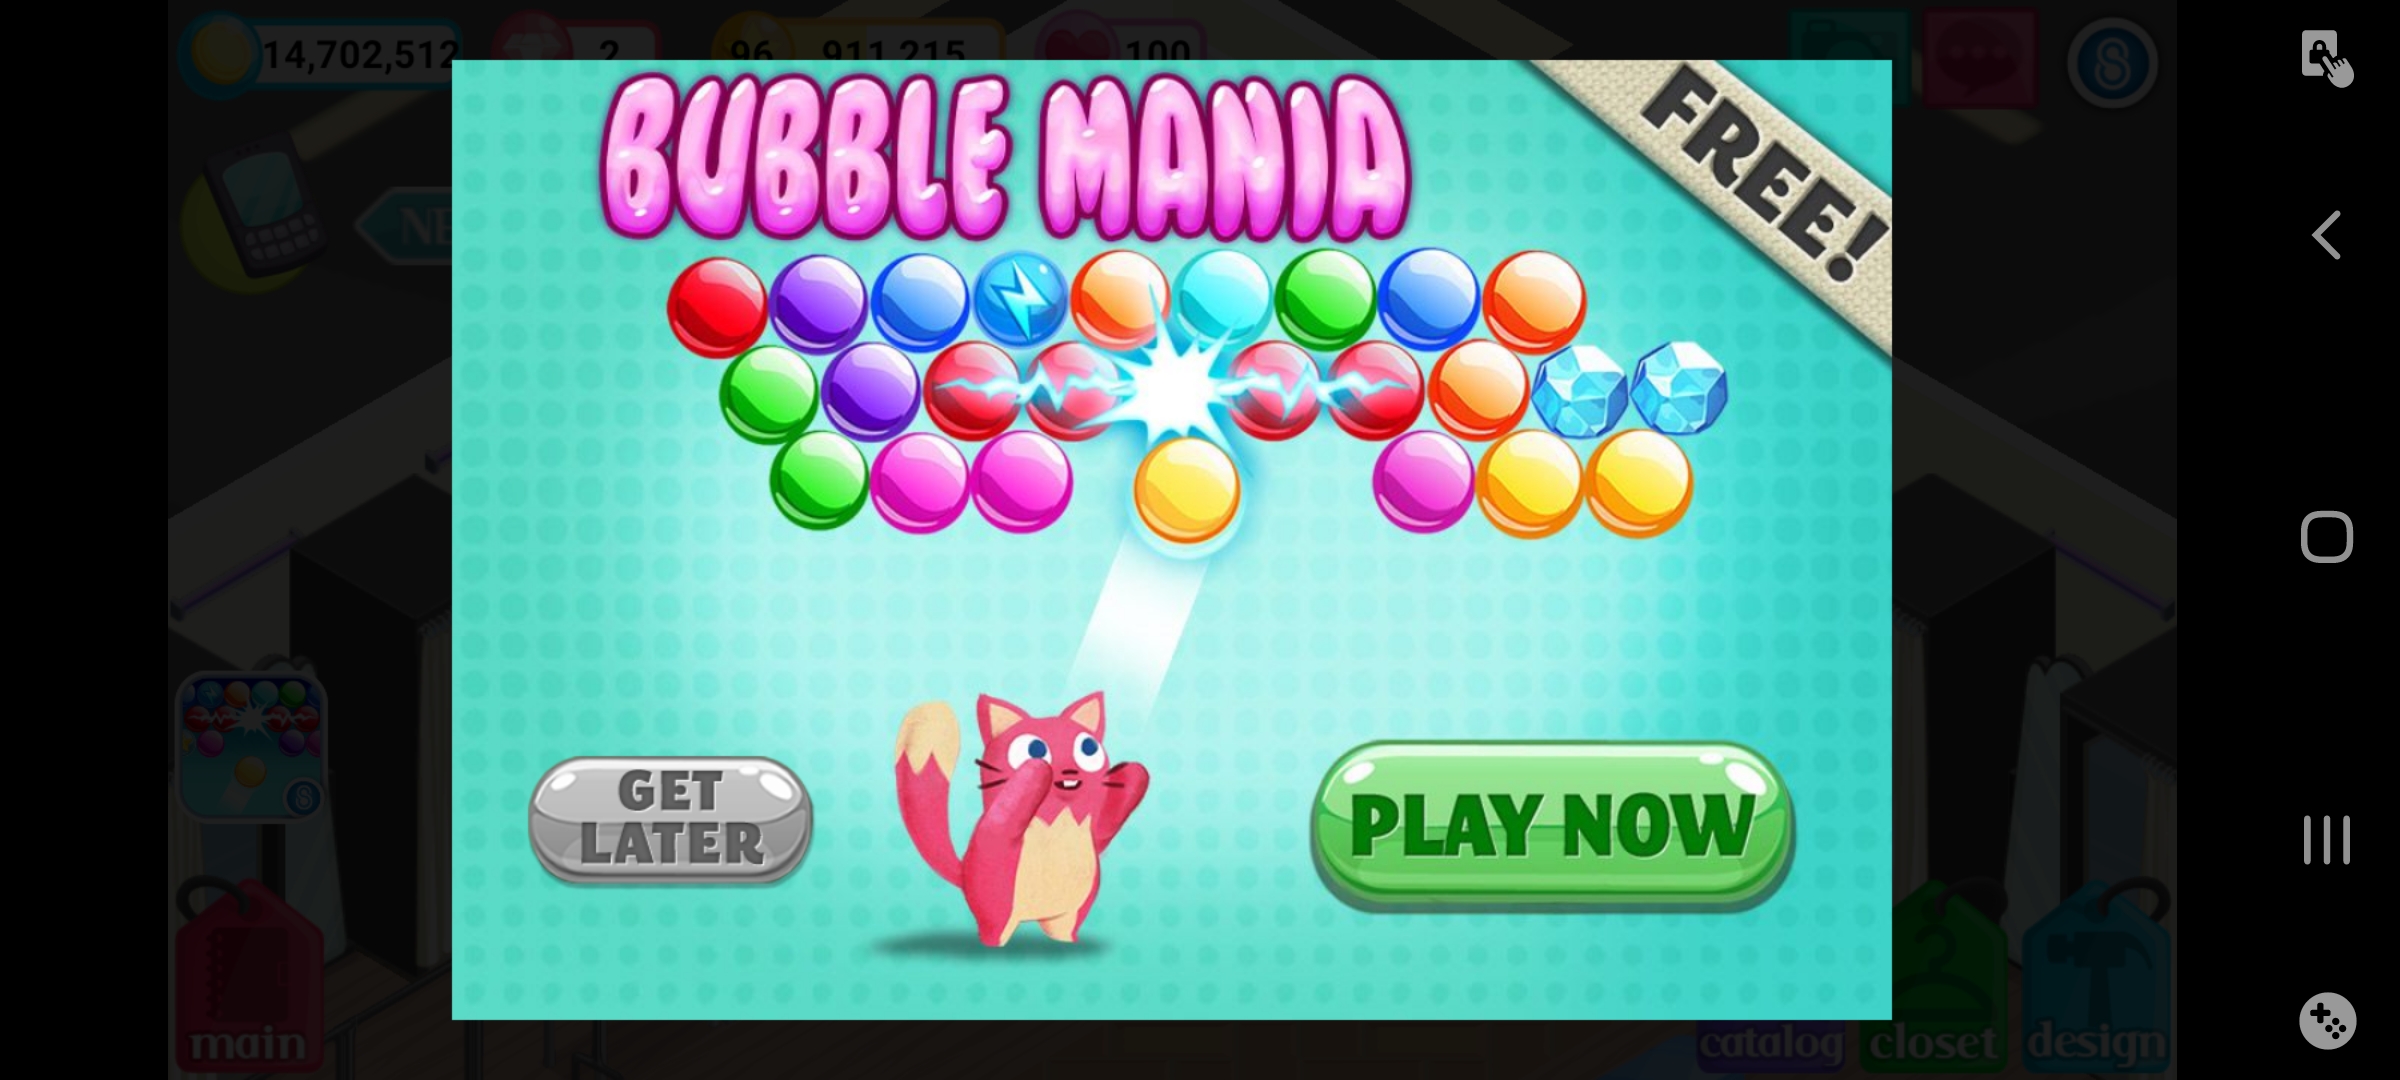 14,702,512
2
96
911,215
100
BUBBLE MANIA
FREE!
NE
GET
LATER
PLAY NOW
main
catalog
closet
design